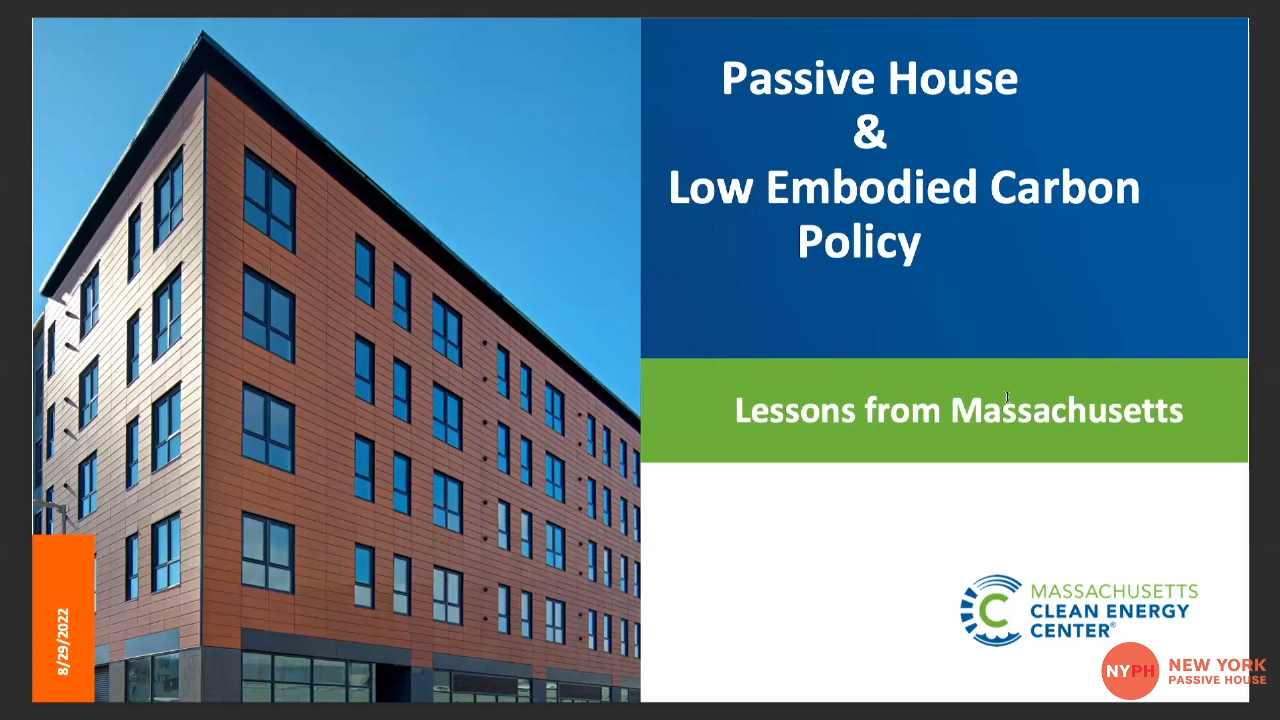 Passive House
&
Low Embodied Carbon
Policy
Lessons from Massachusetts
8/29/2022
MASSACHUSETTS
CLEAN ENERGY
CENTER®
NYPH
NEW YORK
PASSIVE HOUSE